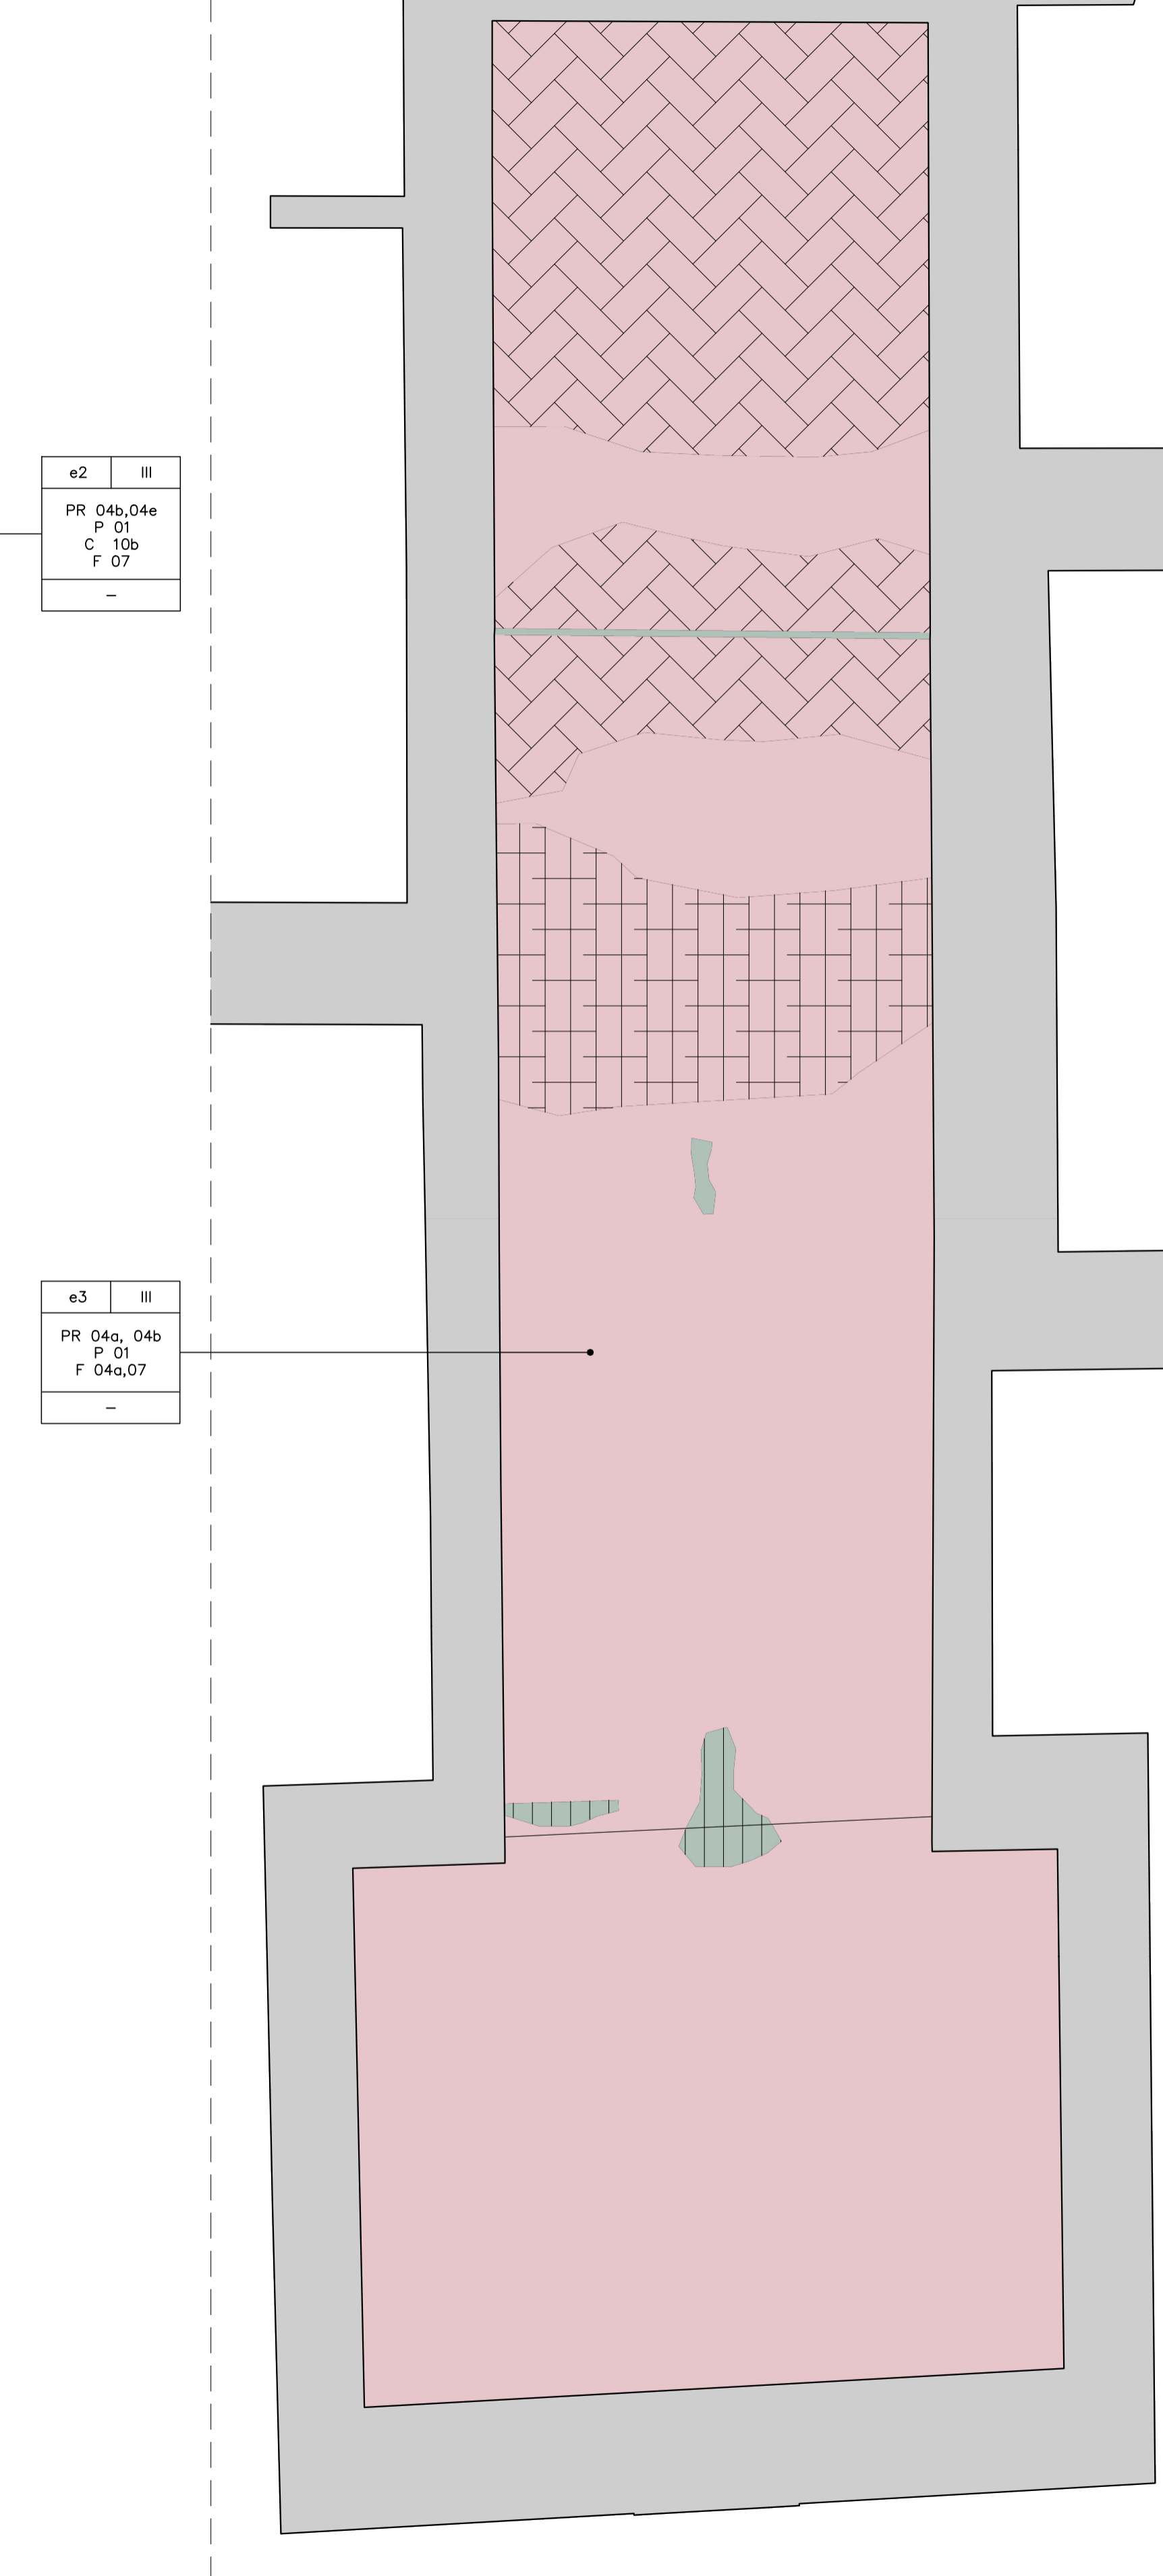 e2 III
PR 04b,04e
P 01
C 10b
F 07
–
e3 III
PR 04a, 04b
P 01
F 04a,07
–